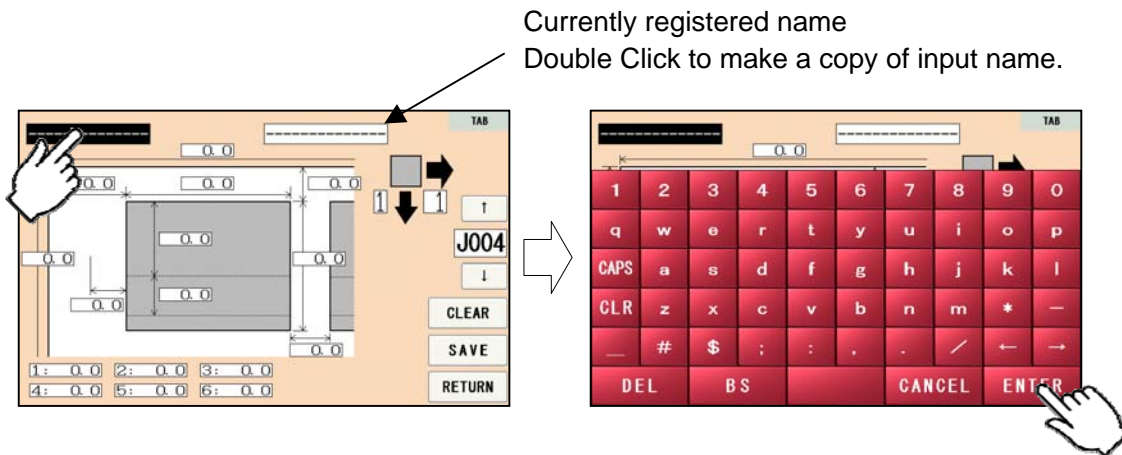 Currently registered name
Double Click to make a copy of input name.
TAB
--------------
--------------
0. 0
0. 0 0. 0 0. 0
1 1
↑
0. 0
J004
0. 0 0. 0
↓
0. 0
0. 0
CLEAR
0. 0
SAVE
1: 0. 0 2: 0. 0 3: 0. 0
4: 0. 0 5: 0. 0 6: 0. 0
RETURN
TAB
--------------
--------------
0. 0
1 2 3 4 5 6 7 8 9 0
q w e r t y u i o p
CAPS a s d f g h j k l
CLR z x c v b n m * －
_ # $ ; : , . ／ ← →
DEL BS CANCEL ENTER